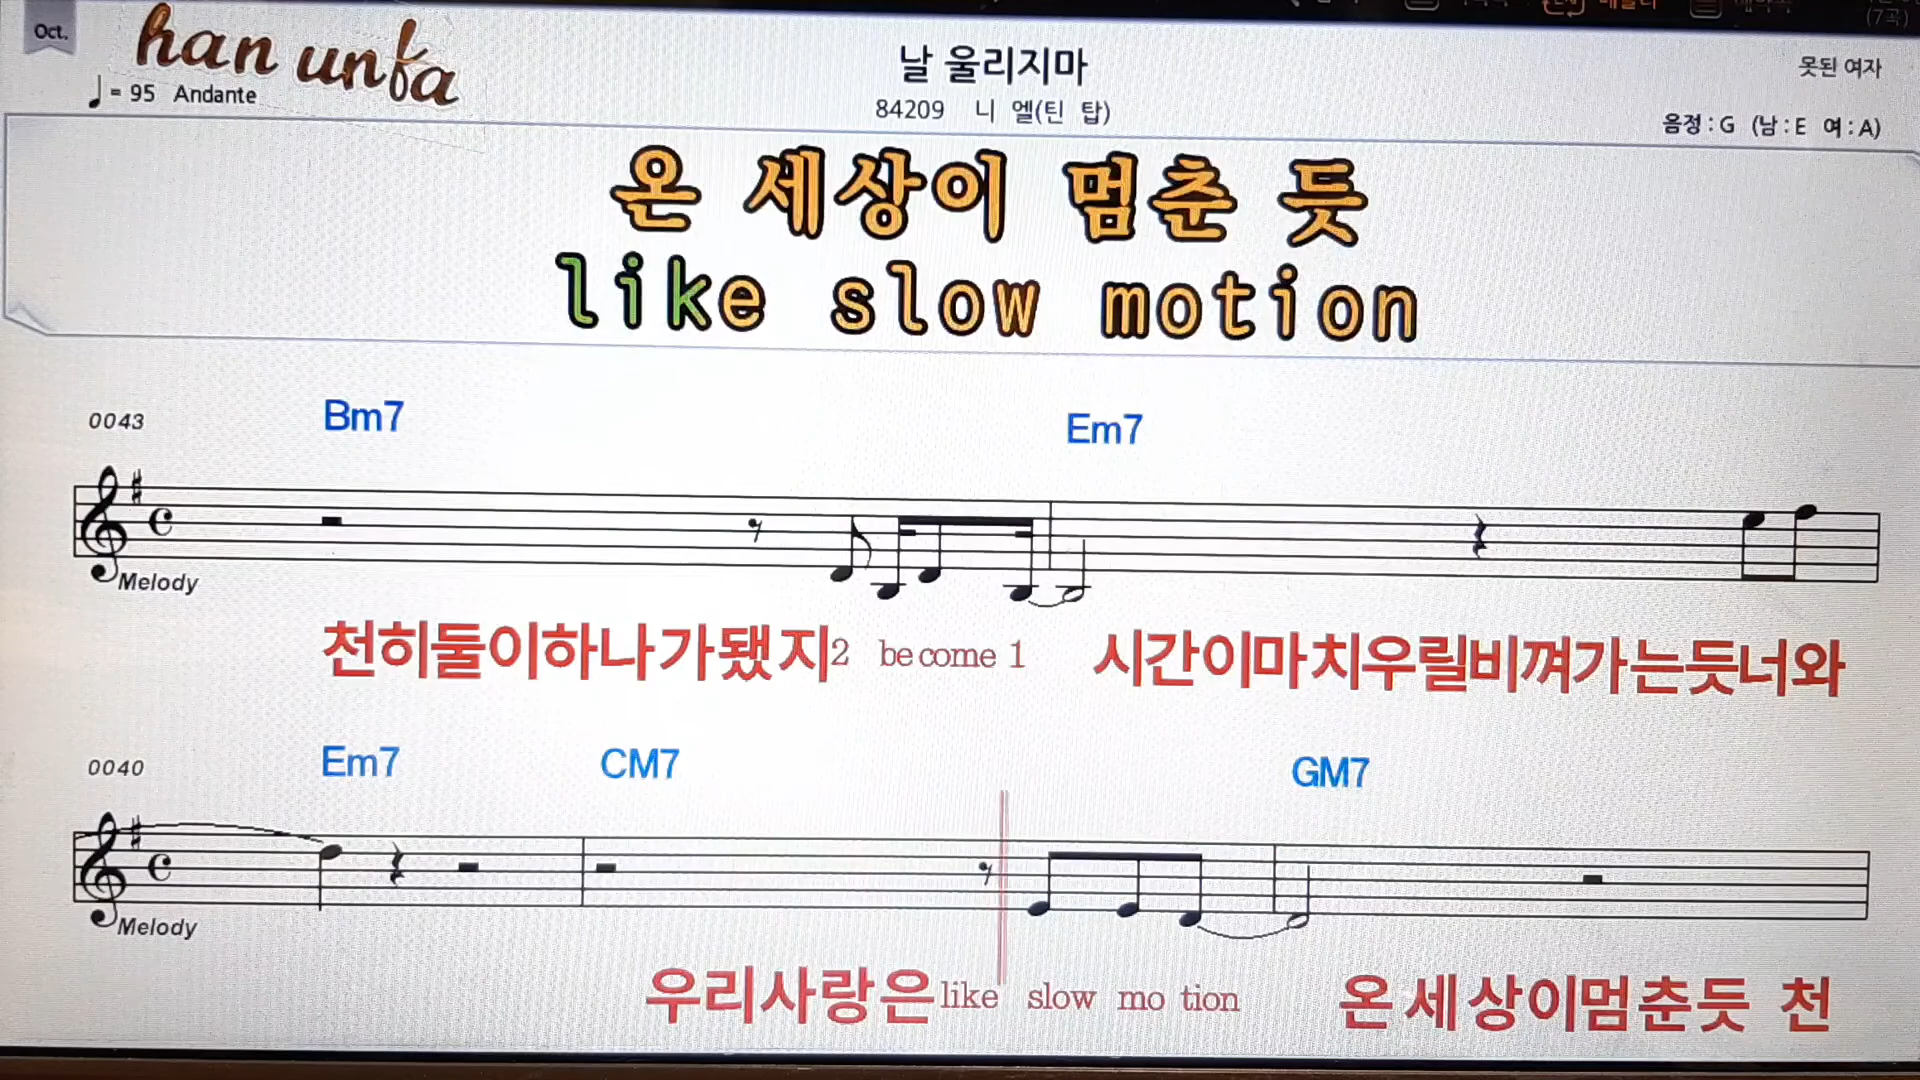 Oct.
han unfa
= 95 Andante
날 울리지마
84209 니 엘(틴 탑)
못된 여자
음정 : G (남 : E 여 : A)
온 세상이 멈춘 듯
like slow motion
0043 Bm7 Em7
Melody
천히둘이하나가됐지2 become 1 시간이마치우릴비껴가는듯너와
0040 Em7 CM7 GM7
Melody
우리사랑은like slow mo tion 온세상이멈춘듯 천